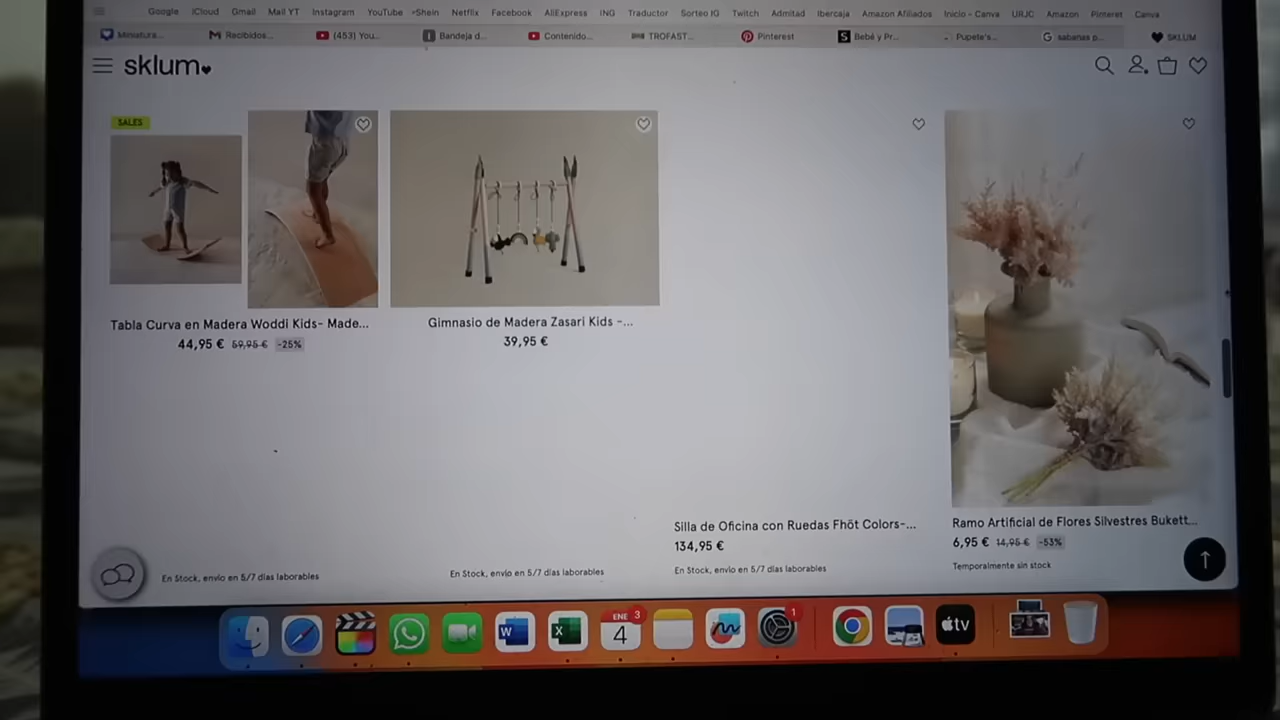 Google iCloud Gmail Mail YT Instagram YouTube Shein Netflix Facebook AliExpress ING Traductor Sorteo IG Twitch Admitad Ibercaja Amazon Afiliados Inicio - Canva URJC Amazon Pinterest Canva
Miniatura... Recibidos... (453) You... Bandeja d... Contenido... TROFAST... Pinterest Bebé y Pr... Pupete's... sabanas p... SKLUM
sklum
SALES
Tabla Curva en Madera Woddi Kids- Made...
44,95 € 59,95 € -25%
Gimnasio de Madera Zasari Kids -...
39,95 €
Silla de Oficina con Ruedas Fhöt Colors-...
134,95 €
Ramo Artificial de Flores Silvestres Bukett...
6,95 € 14,95 € -53%
En Stock, envío en 5/7 días laborables
En Stock, envío en 5/7 días laborables
En Stock, envío en 5/7 días laborables
Temporalmente sin stock
W
X
ENE 3
4
1
tv